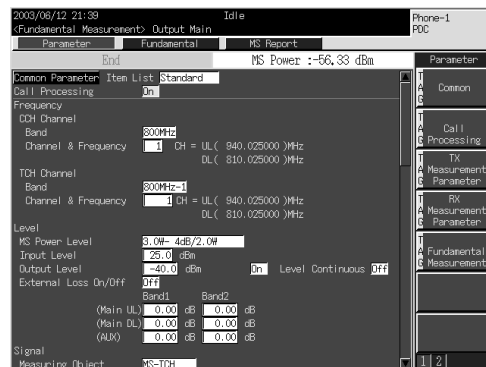 2003/06/12 21:39 Idle Phone-1
<Fundamental Measurement> Output Main PDC
Parameter Fundamental MS Report
End MS Power :-56.33 dBm Parameter
Common Parameter Item List Standard
Call Processing On
Frequency
CCH Channel
Band 800MHz
Channel & Frequency 1 CH = UL( 940.025000 )MHz
DL( 810.025000 )MHz
TCH Channel
Band 800MHz-1
Channel & Frequency 1 CH = UL( 940.025000 )MHz
DL( 810.025000 )MHz
Level
MS Power Level 3.0W- 4dB/2.0W
Input Level 25.0 dBm
Output Level -40.0 dBm On Level Continuous Off
External Loss On/Off Off
Band1 Band2
(Main UL) 0.00 dB 0.00 dB
(Main DL) 0.00 dB 0.00 dB
(AUX) 0.00 dB 0.00 dB
Signal
Measuring Object MS-TCH
TAG Common
TAG Call Processing
TAG TX Measurement Parameter
TAG RX Measurement Parameter
TAG Fundamental Measurement
1 2